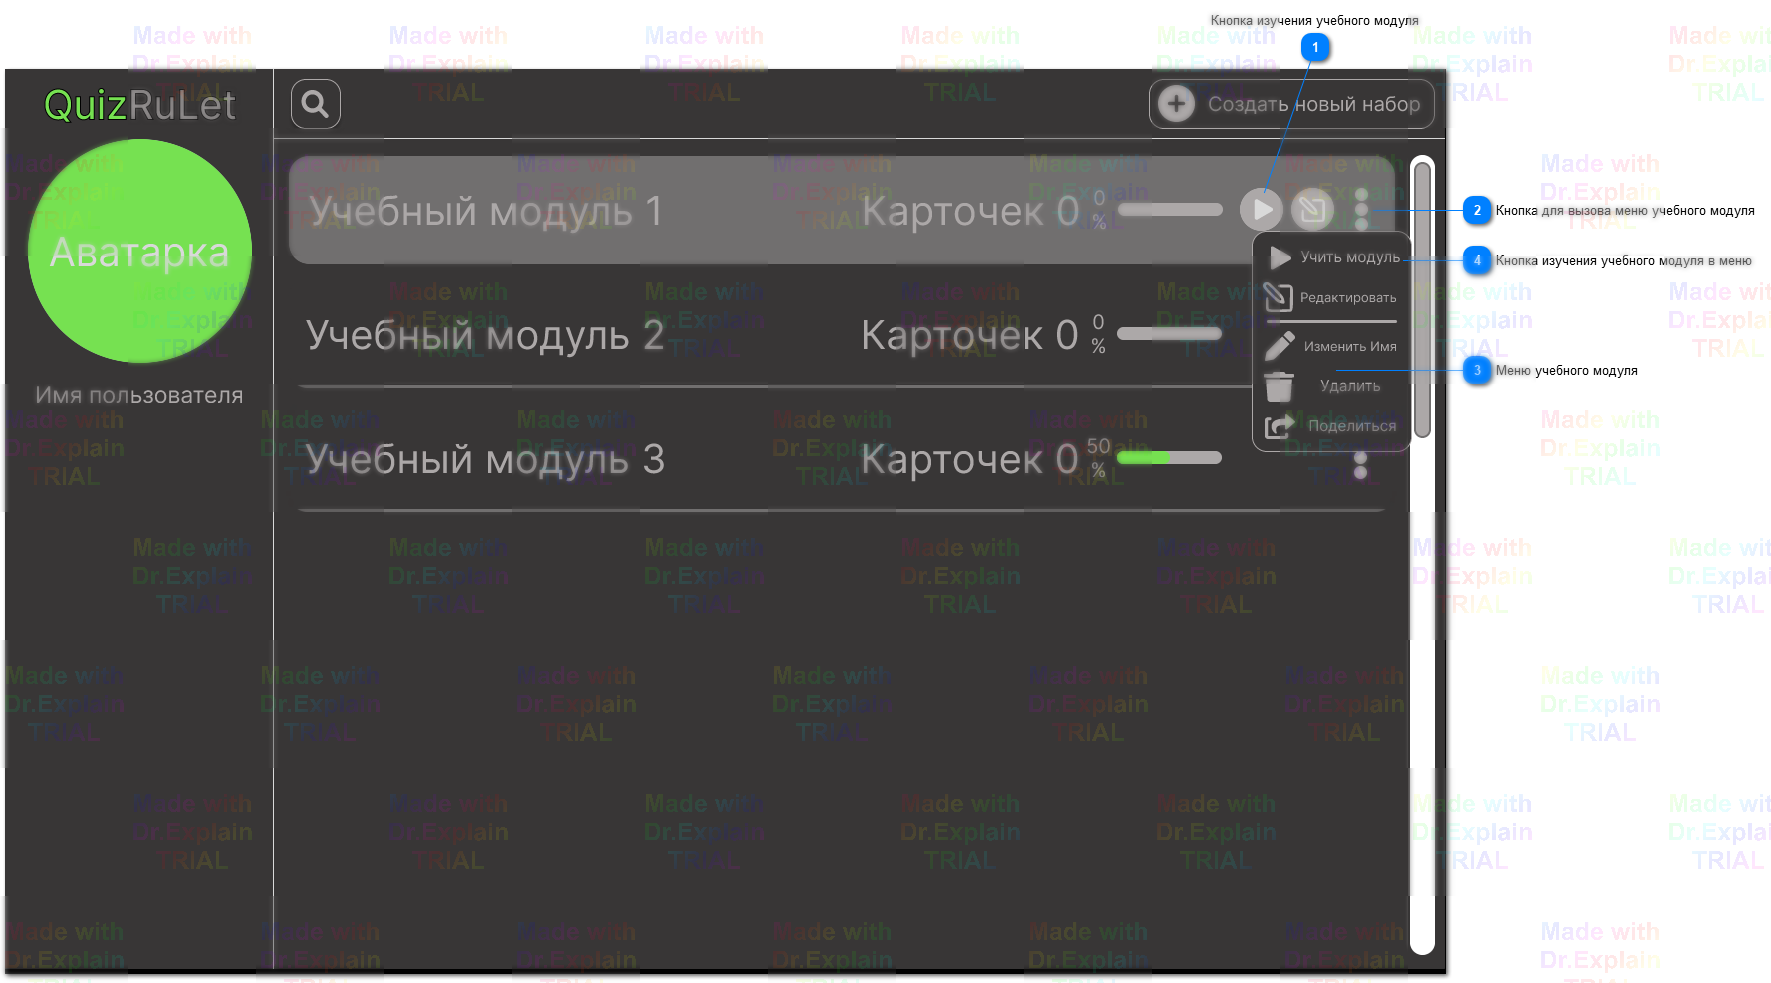 Кнопка изучения учебного модуля
1
QuizRuLet
Создать новый набор
Аватарка
Имя пользователя
Учебный модуль 1
Карточек 0
0
%
2
Кнопка для вызова меню учебного модуля
Учить модуль
4
Кнопка изучения учебного модуля в меню
Редактировать
Учебный модуль 2
Карточек 0
0
%
Изменить Имя
3
Меню учебного модуля
Удалить
Поделиться
Учебный модуль 3
Карточек 0
50
%
Made with
Dr.Explain
TRIAL